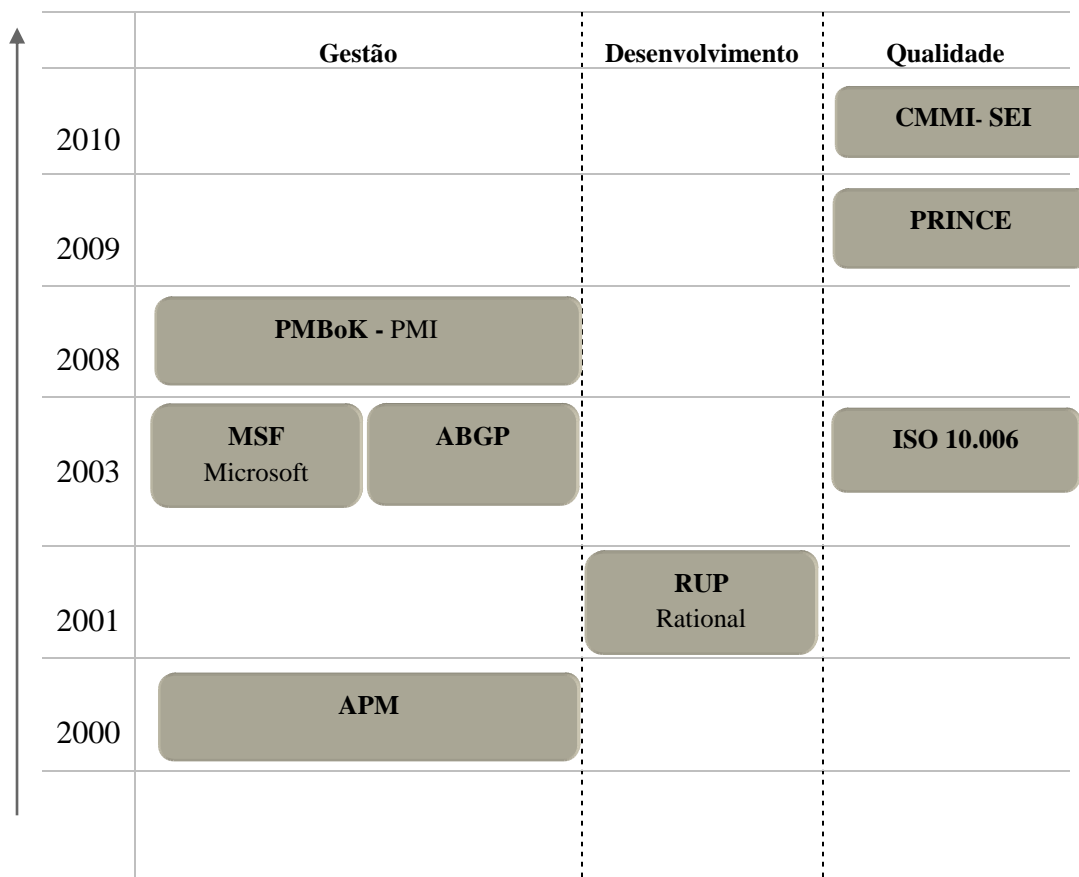 Gestão
Desenvolvimento
Qualidade
2010
CMMI- SEI
2009
PRINCE
2008
PMBoK - PMI
2003
MSF
Microsoft
ABGP
ISO 10.006
2001
RUP
Rational
2000
APM